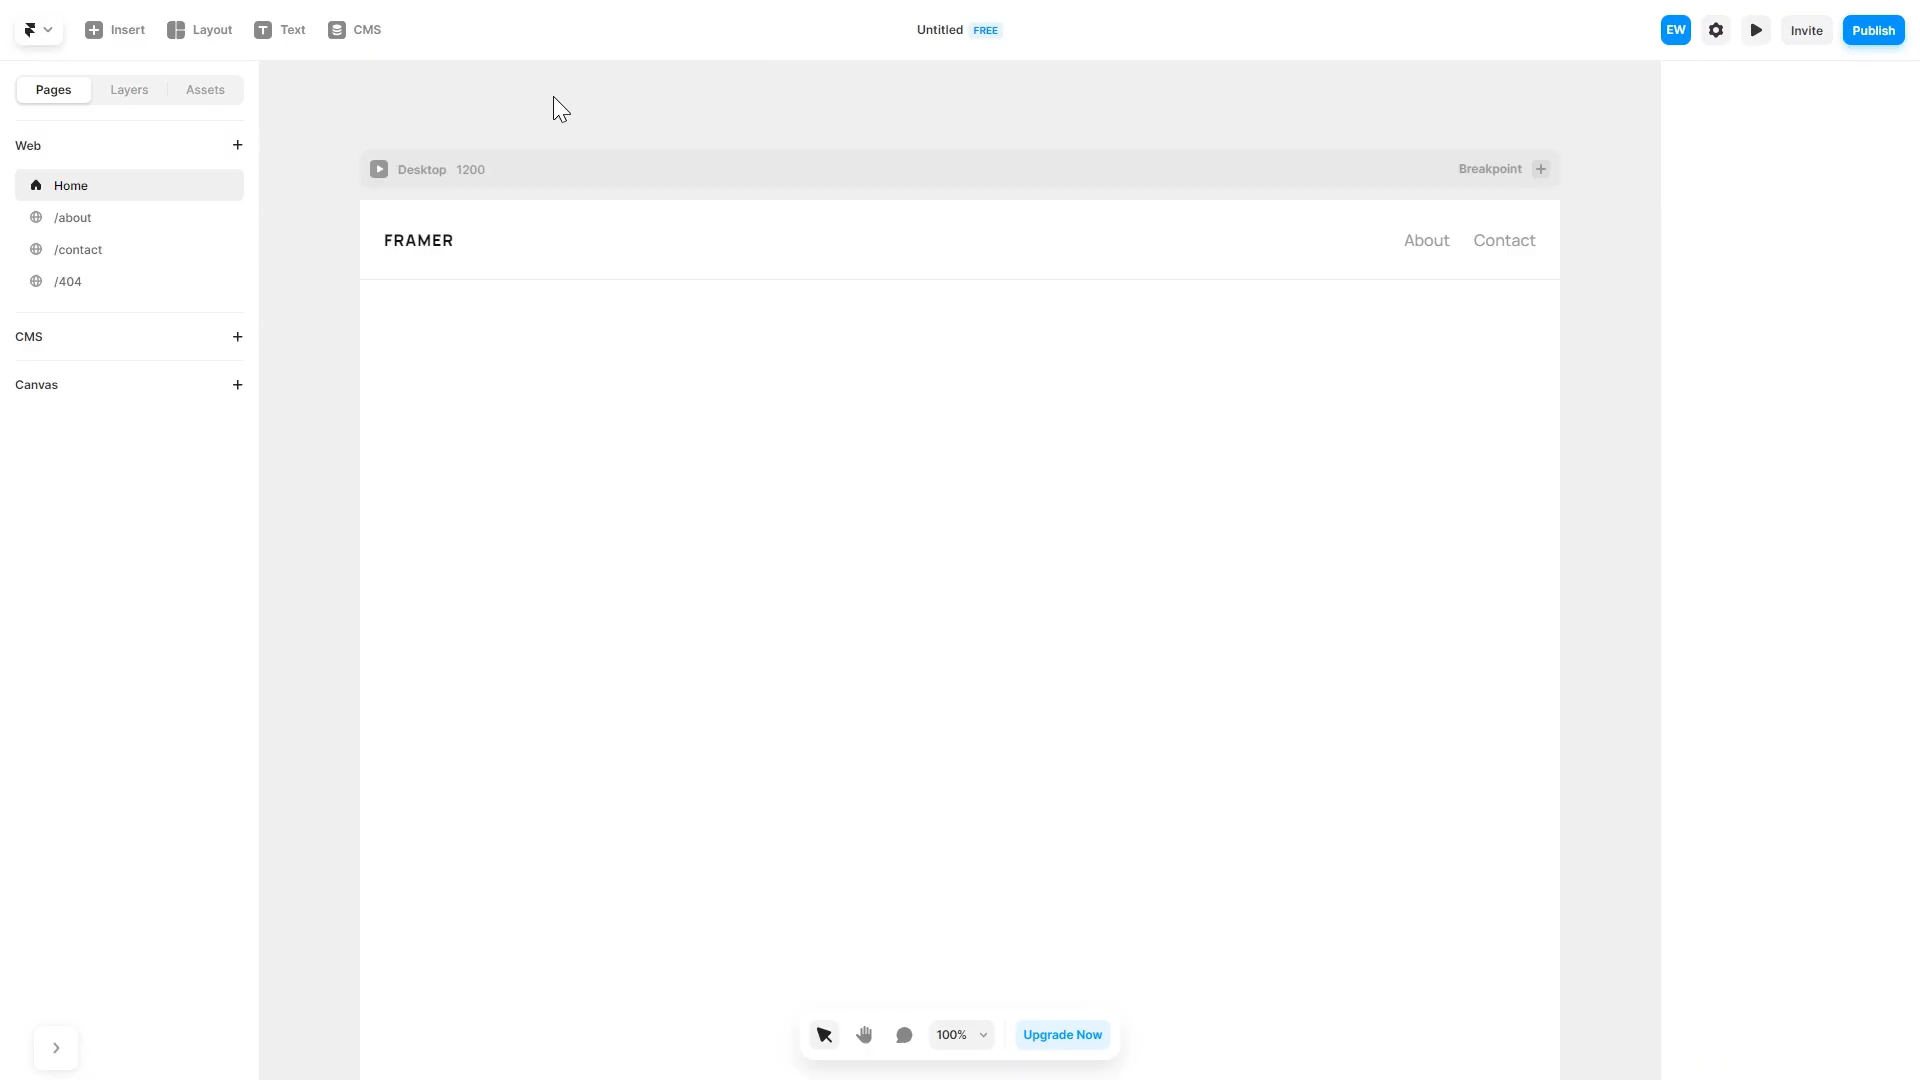 Insert Layout Text CMS
Untitled FREE
EW Invite Publish
Pages Layers Assets
Web
Home
/about
/contact
/404
CMS
Canvas
Desktop 1200
Breakpoint
FRAMER
About Contact
100% Upgrade Now